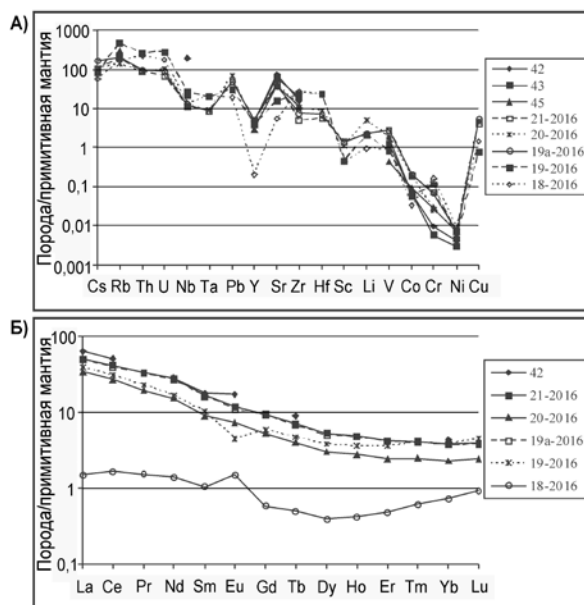 А)
Порода/примитивная мантия
1000
100
10
1
0,1
0,01
0,001
Cs Rb Th U Nb Ta Pb Y Sr Zr Hf Sc Li V Co Cr Ni Cu
42
43
45
21-2016
20-2016
19а-2016
19-2016
18-2016
Б)
Порода/примитивная мантия
100
10
1
0,1
La Ce Pr Nd Sm Eu Gd Tb Dy Ho Er Tm Yb Lu
42
21-2016
20-2016
19а-2016
19-2016
18-2016